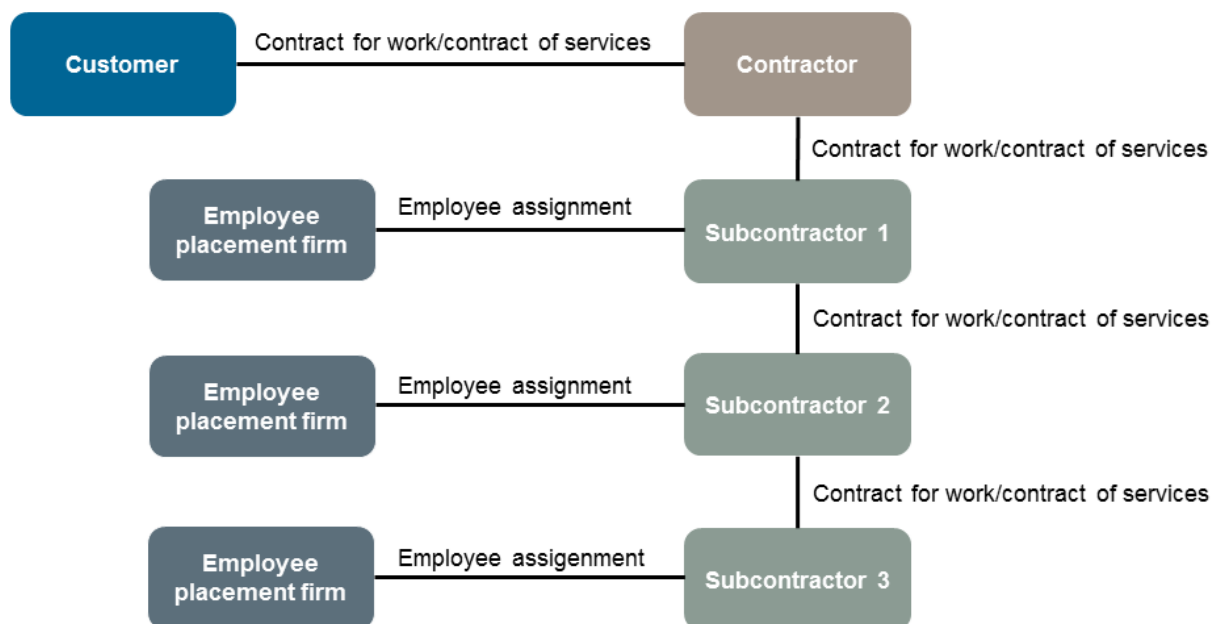 Customer
Contract for work/contract of services
Contractor
Contract for work/contract of services
Employee
placement firm
Employee assignment
Subcontractor 1
Contract for work/contract of services
Employee
placement firm
Employee assignment
Subcontractor 2
Contract for work/contract of services
Employee
placement firm
Employee assigenment
Subcontractor 3